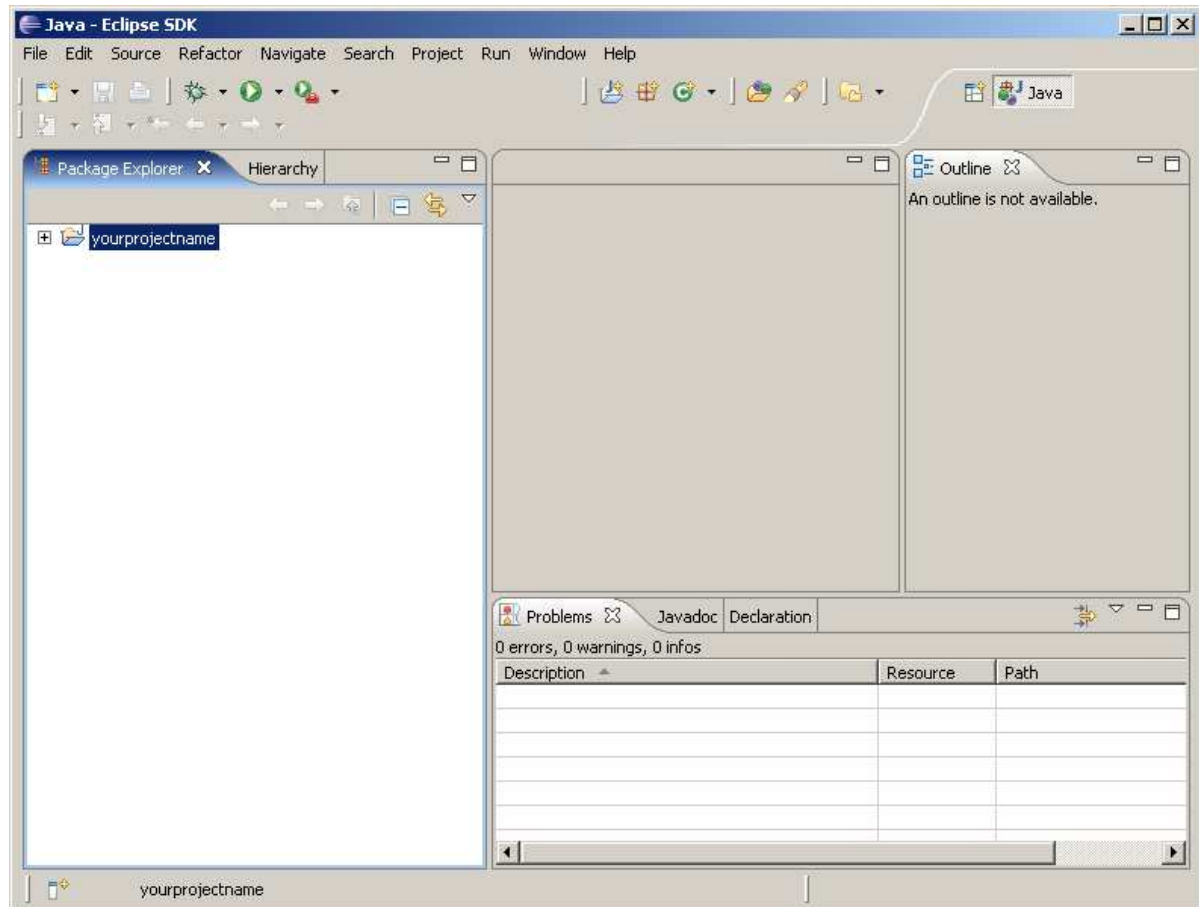 Java - Eclipse SDK
File Edit Source Refactor Navigate Search Project Run Window Help
Java
Package Explorer Hierarchy
Outline
An outline is not available.
yourprojectname
Problems Javadoc Declaration
0 errors, 0 warnings, 0 infos
Description Resource Path
yourprojectname